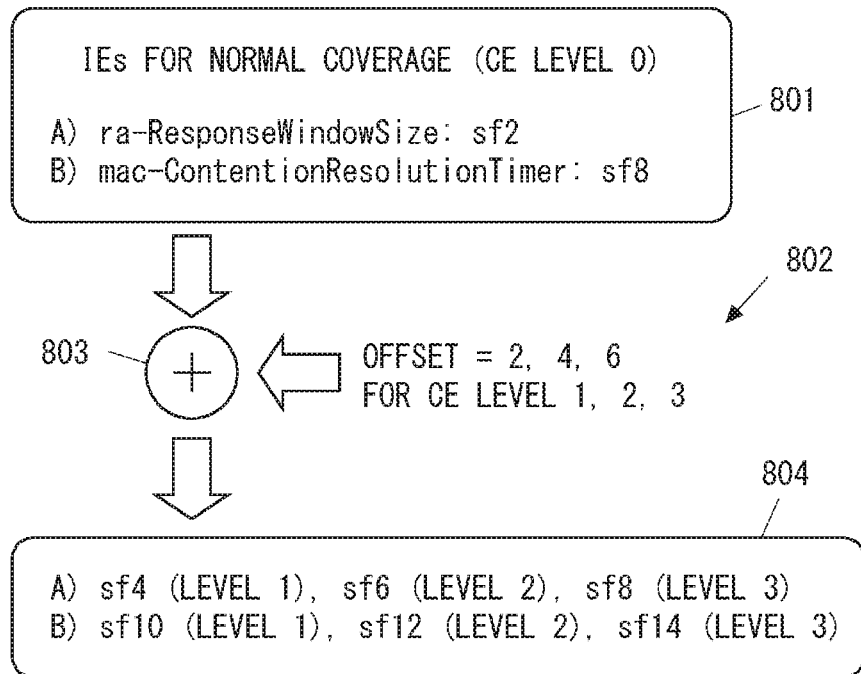 IEs FOR NORMAL COVERAGE (CE LEVEL 0)
A) ra-ResponseWindowSize: sf2
B) mac-ContentionResolutionTimer: sf8
801
802
803
+
OFFSET = 2, 4, 6
FOR CE LEVEL 1, 2, 3
804
A) sf4 (LEVEL 1), sf6 (LEVEL 2), sf8 (LEVEL 3)
B) sf10 (LEVEL 1), sf12 (LEVEL 2), sf14 (LEVEL 3)